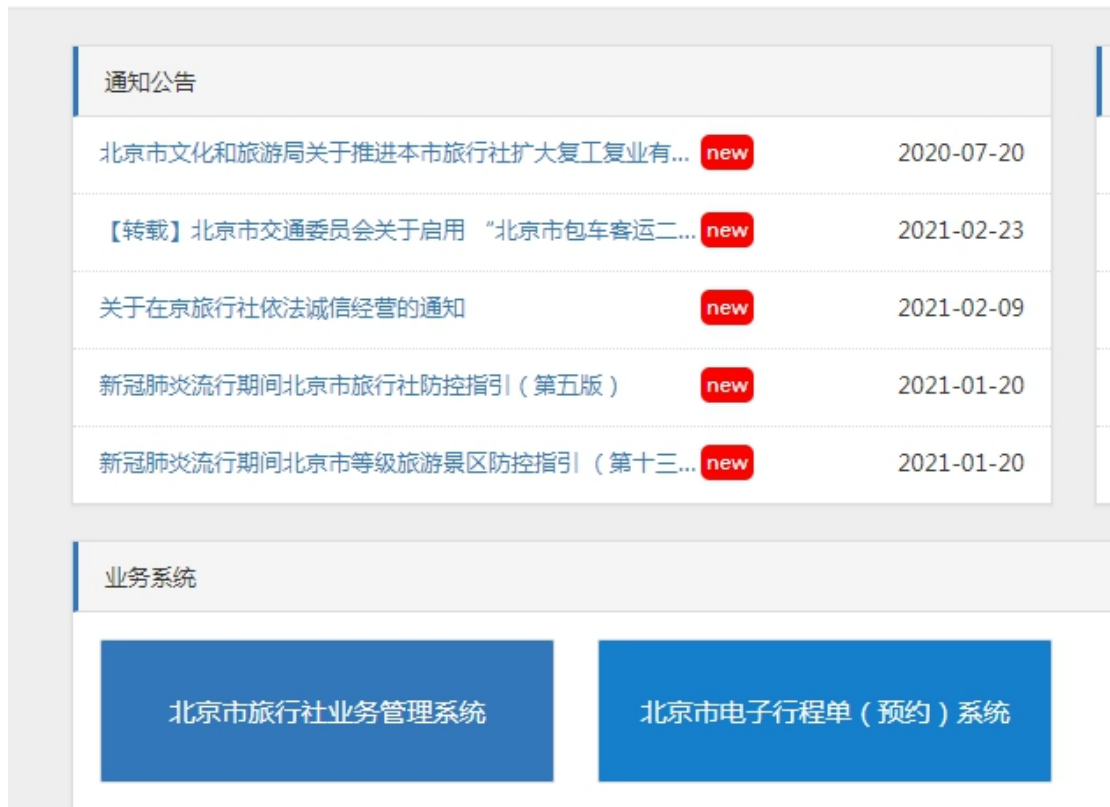 通知公告
北京市文化和旅游局关于推进本市旅行社扩大复工复业有... new 2020-07-20
【转载】北京市交通委员会关于启用 “北京市包车客运二... new 2021-02-23
关于在京旅行社依法诚信经营的通知 new 2021-02-09
新冠肺炎流行期间北京市旅行社防控指引（第五版） new 2021-01-20
新冠肺炎流行期间北京市等级旅游景区防控指引 （第十三... new 2021-01-20
业务系统
北京市旅行社业务管理系统 北京市电子行程单（预约）系统